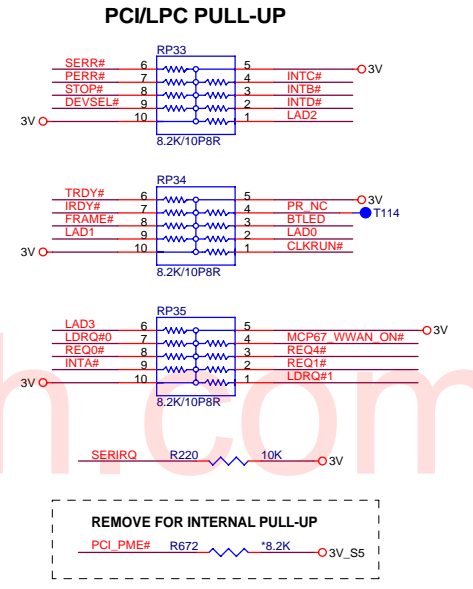 PCI/LPC PULL-UP
RP33
SERR# 6 5 3V
PERR# 7 4 INTC#
STOP# 8 3 INTB#
DEVSEL# 9 2 INTD#
3V 10 1 LAD2
8.2K/10P8R
RP34
TRDY# 6 5 3V
IRDY# 7 4 PR_NC T114
FRAME# 8 3 BTLED
LAD1 9 2 LAD0
3V 10 1 CLKRUN#
8.2K/10P8R
RP35
LAD3 6 5 3V
LDRQ#0 7 4 MCP67_WWAN_ON#
REQ0# 8 3 REQ4#
INTA# 9 2 REQ1#
3V 10 1 LDRQ#1
8.2K/10P8R
h.com
SERIRQ R220 10K 3V
REMOVE FOR INTERNAL PULL-UP
PCI_PME# R672 *8.2K 3V_S5